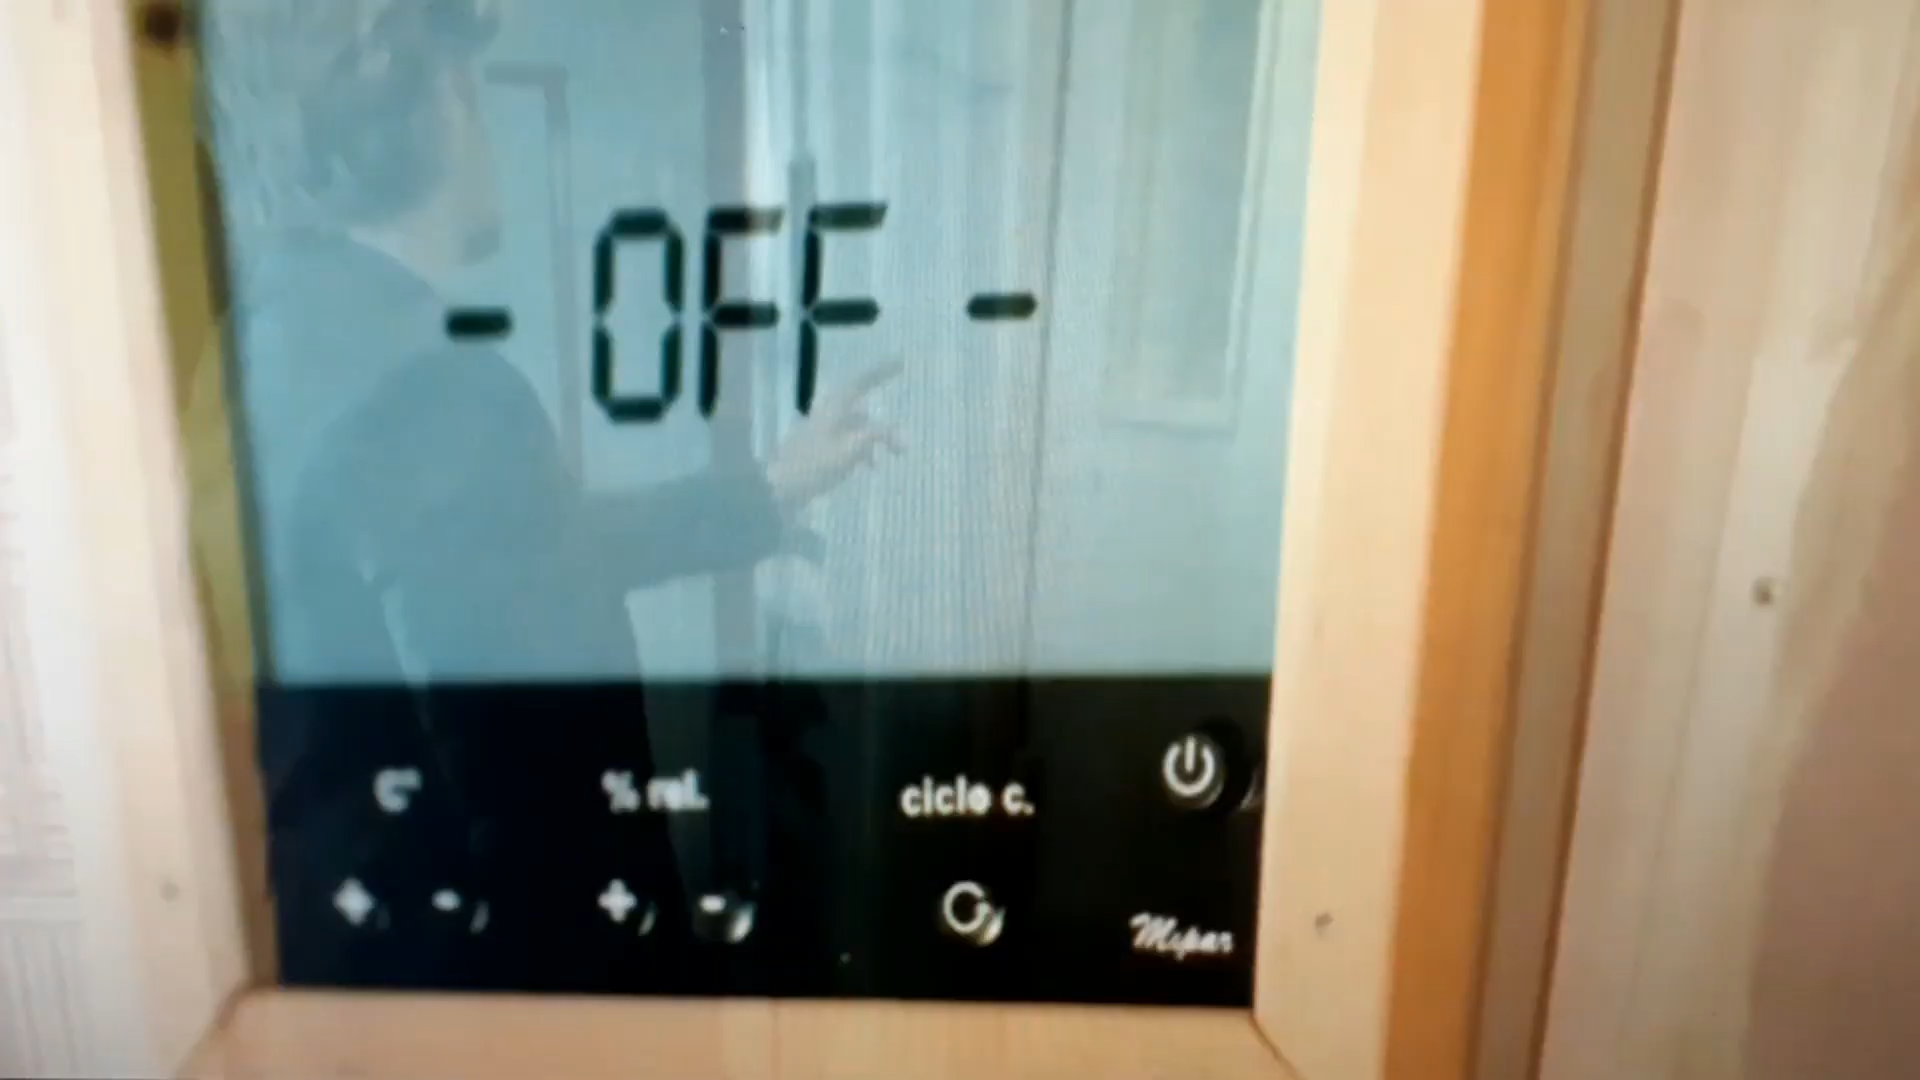 - OFF -
% rel.
ciclo c.
+ -
+ -
Mipar